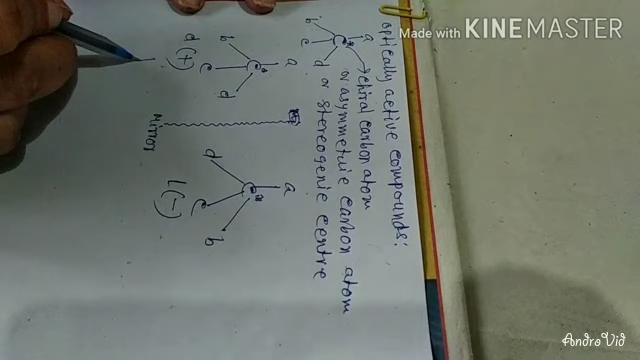 Made with KINEMASTER
optically active compounds:
a
b
C*
c
d
chiral carbon atom
or asymmetric carbon atom
or stereogenic centre
a
b
C*
c
d
d (+)
Mirror
a
d
C*
c
b
l (-)
AndroVid